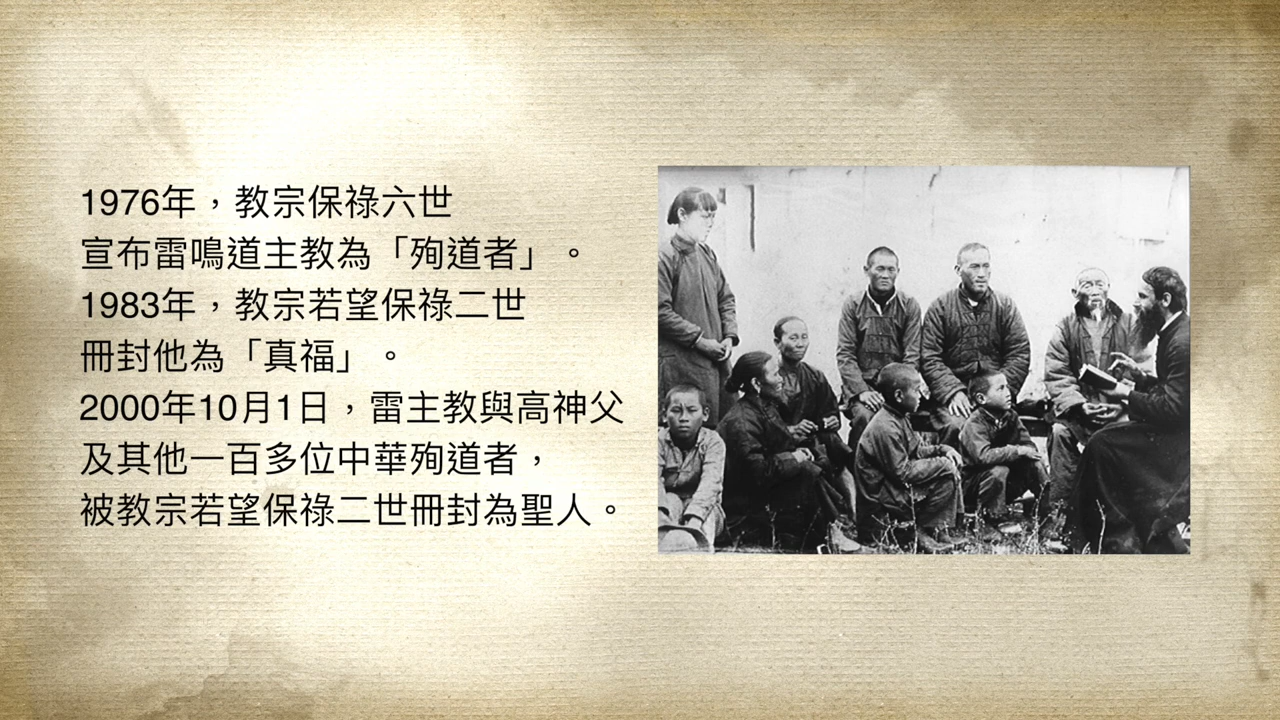 1976年，教宗保祿六世
宣布雷鳴道主教為「殉道者」。
1983年，教宗若望保祿二世
冊封他為「真福」。
2000年10月1日，雷主教與高神父
及其他一百多位中華殉道者，
被教宗若望保祿二世冊封為聖人。